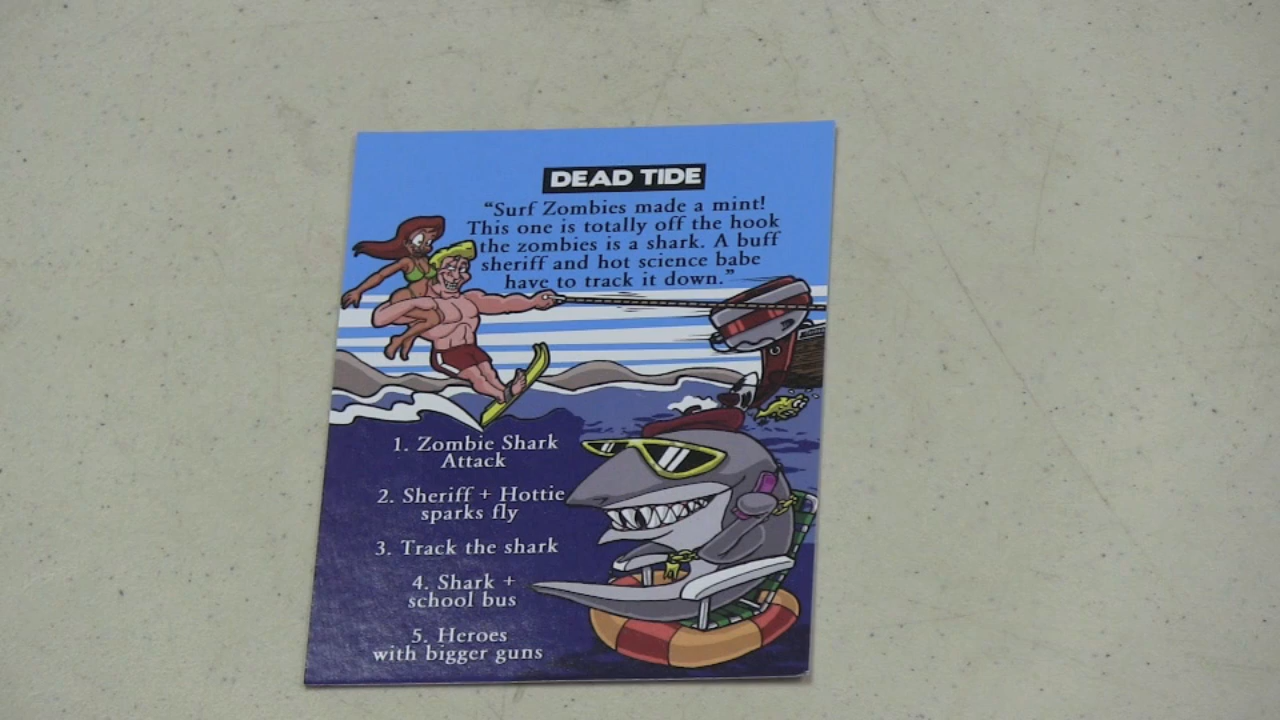 DEAD TIDE
“Surf Zombies made a mint!
This one is totally off the hook
the zombies is a shark. A buff
sheriff and hot science babe
have to track it down.”
1. Zombie Shark
Attack
2. Sheriff + Hottie
sparks fly
3. Track the shark
4. Shark +
school bus
5. Heroes
with bigger guns